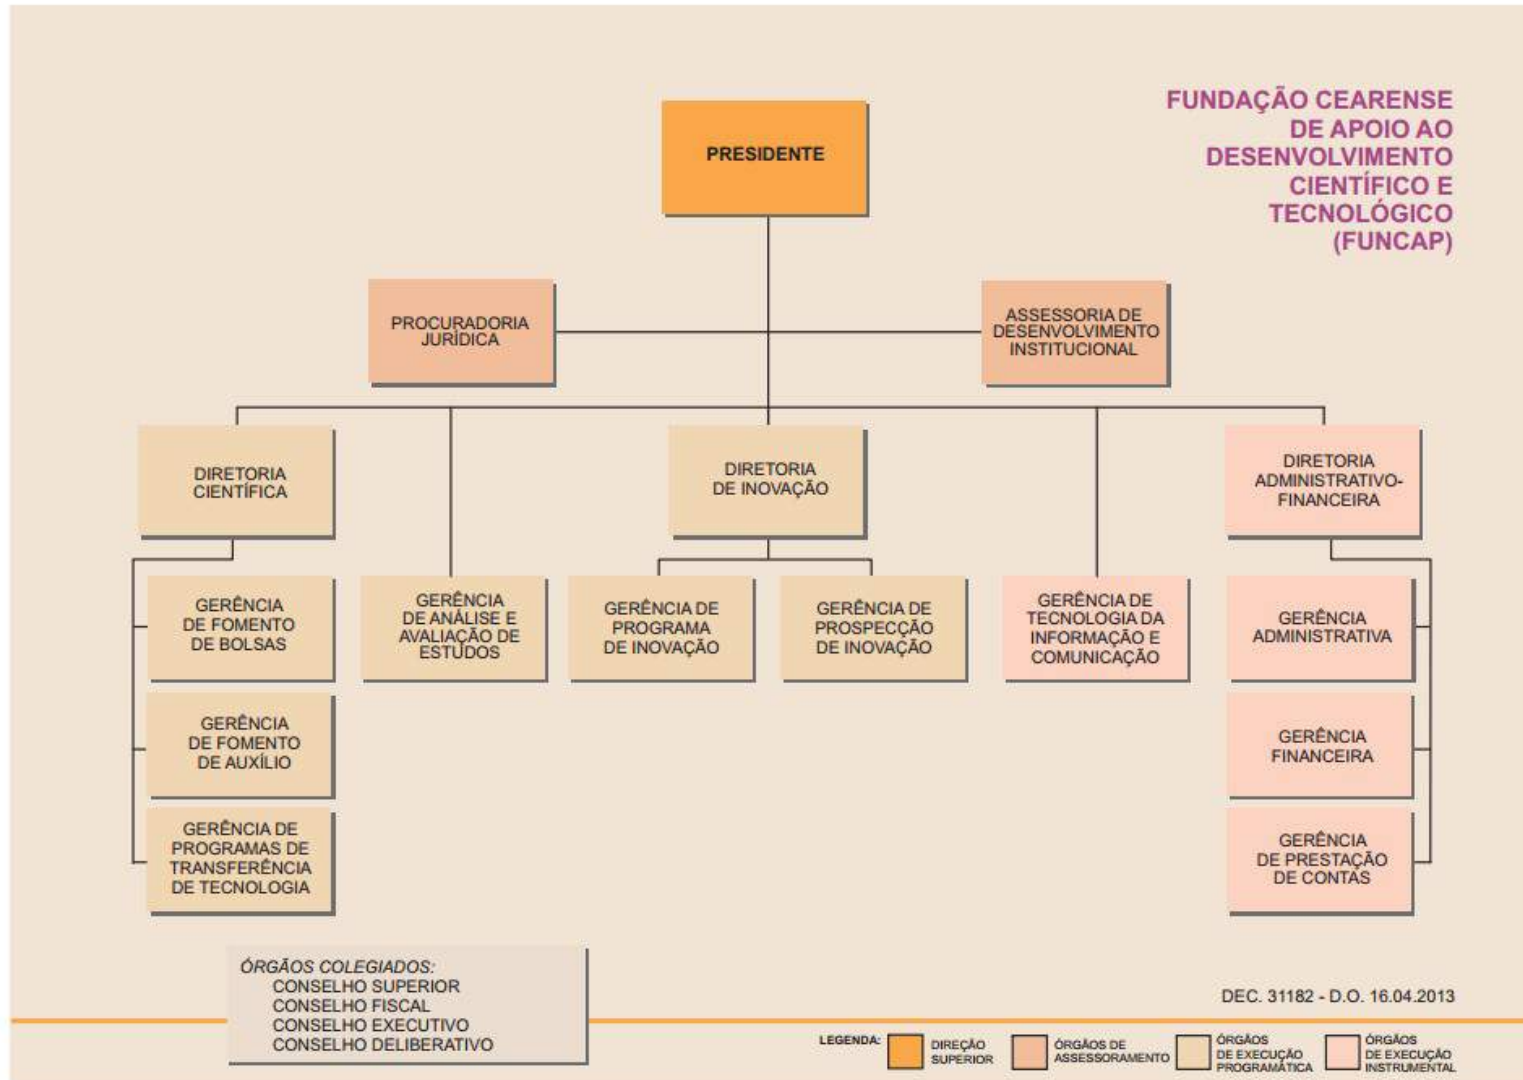 FUNDAÇÃO CEARENSE
DE APOIO AO
DESENVOLVIMENTO
CIENTÍFICO E
TECNOLÓGICO
(FUNCAP)
PRESIDENTE
PROCURADORIA
JURÍDICA
ASSESSORIA DE
DESENVOLVIMENTO
INSTITUCIONAL
DIRETORIA
CIENTÍFICA
DIRETORIA
DE INOVAÇÃO
DIRETORIA
ADMINISTRATIVO-
FINANCEIRA
GERÊNCIA
DE FOMENTO
DE BOLSAS
GERÊNCIA
DE ANÁLISE E
AVALIAÇÃO DE
ESTUDOS
GERÊNCIA DE
PROGRAMA
DE INOVAÇÃO
GERÊNCIA DE
PROSPECÇÃO
DE INOVAÇÃO
GERÊNCIA DE
TECNOLOGIA DA
INFORMAÇÃO E
COMUNICAÇÃO
GERÊNCIA
ADMINISTRATIVA
GERÊNCIA
DE FOMENTO
DE AUXÍLIO
GERÊNCIA
FINANCEIRA
GERÊNCIA DE
PROGRAMAS DE
TRANSFERÊNCIA
DE TECNOLOGIA
GERÊNCIA
DE PRESTAÇÃO
DE CONTAS
ÓRGÃOS COLEGIADOS:
CONSELHO SUPERIOR
CONSELHO FISCAL
CONSELHO EXECUTIVO
CONSELHO DELIBERATIVO
DEC. 31182 - D.O. 16.04.2013
LEGENDA:
DIREÇÃO
SUPERIOR
ÓRGÃOS DE
ASSESSORAMENTO
ÓRGÃOS
DE EXECUÇÃO
PROGRAMÁTICA
ÓRGÃOS
DE EXECUÇÃO
INSTRUMENTAL